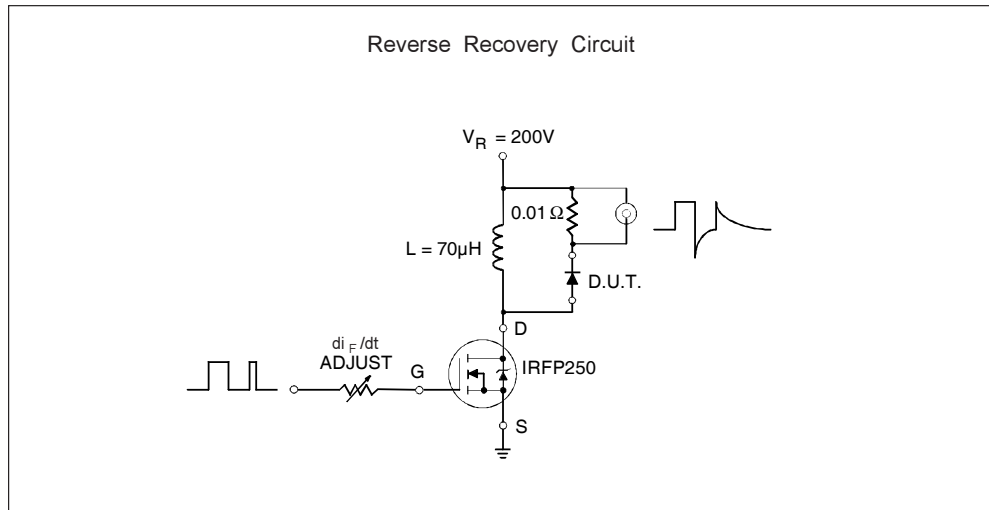 Reverse Recovery Circuit
V_R = 200V
0.01 Ω
L = 70µH
D.U.T.
di_F/dt
ADJUST
G
D
IRFP250
S